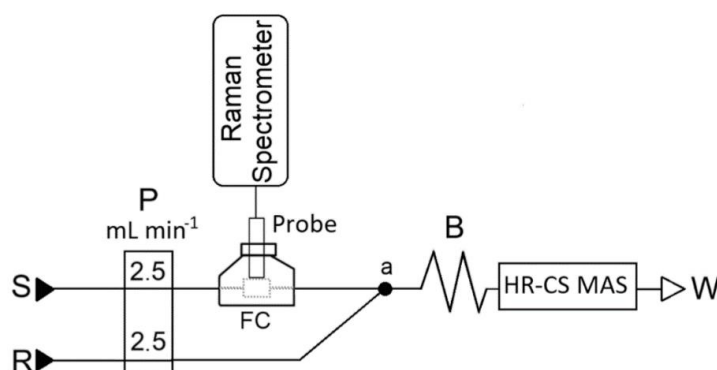 Raman
Spectrometer
P
mL min⁻¹
Probe
B
a
S
2.5
HR-CS MAS
W
FC
R
2.5